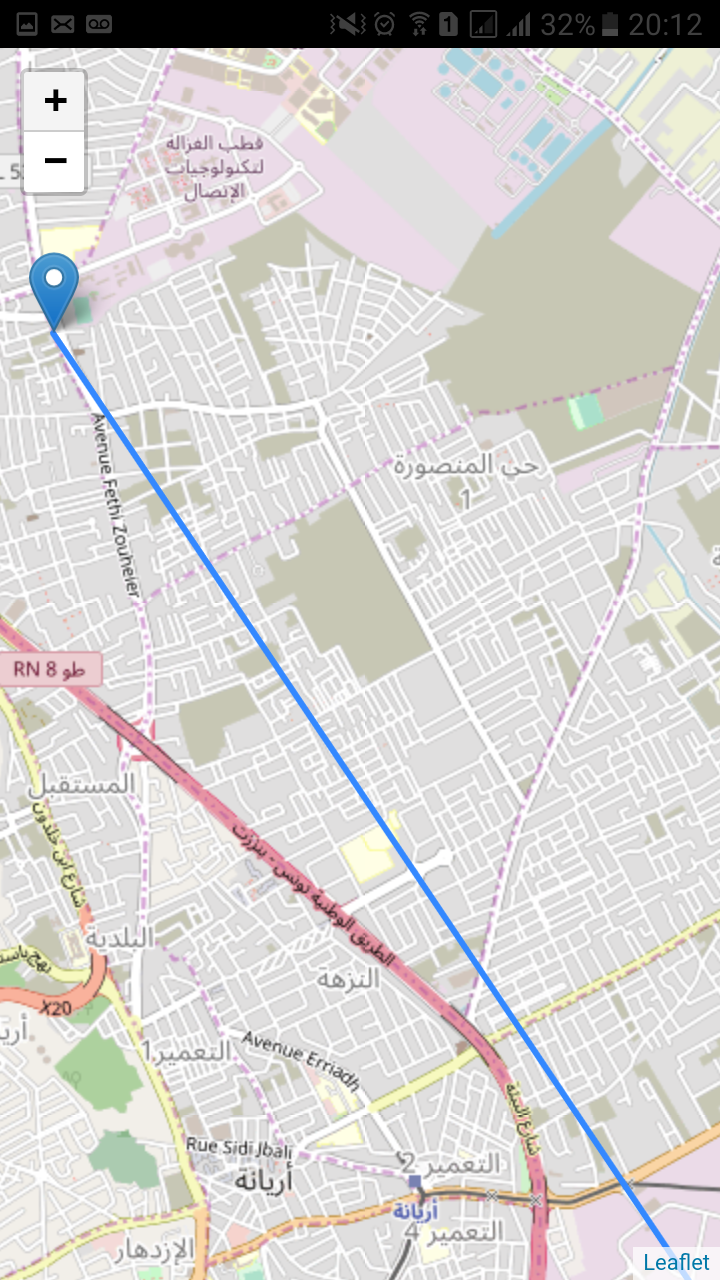 1
32%
20:12
+
−
قطب الغزالة
لتكنولوجيات
الإتصال
Avenue Fethi Zouheier
حي المنصورة
1
RN 8 طو
المستقبل
شارع ابن خلدون
الطريق الوطنية تونس - بنزرت
البلدية
X20
النزهة
التعمير1
Avenue Erriadh
شارع البيئة
Rue Sidi Jbali
أريانة
التعمير 2
أريانة
التعمير 4
الإزدهار
Leaflet